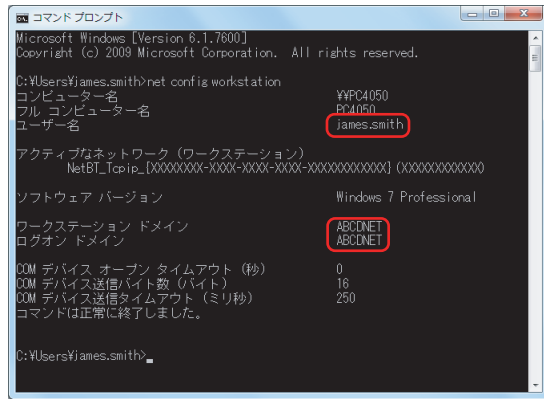 コマンド プロンプト
Microsoft Windows [Version 6.1.7600]
Copyright (c) 2009 Microsoft Corporation.  All rights reserved.
C:¥Users¥james.smith>net config workstation
コンピューター名 ¥¥PC4050
フル コンピューター名 PC4050
ユーザー名 james.smith
アクティブなネットワーク (ワークステーション)
NetBT_Tcpip_{XXXXXXXX-XXXX-XXXX-XXXX-XXXXXXXXXXXX} (XXXXXXXXXXXX)
ソフトウェア バージョン Windows 7 Professional
ワークステーション ドメイン ABCDNET
ログオン ドメイン ABCDNET
COM デバイス オープン タイムアウト (秒) 0
COM デバイス送信バイト数 (バイト) 16
COM デバイス送信タイムアウト (ミリ秒) 250
コマンドは正常に終了しました。
C:¥Users¥james.smith>_